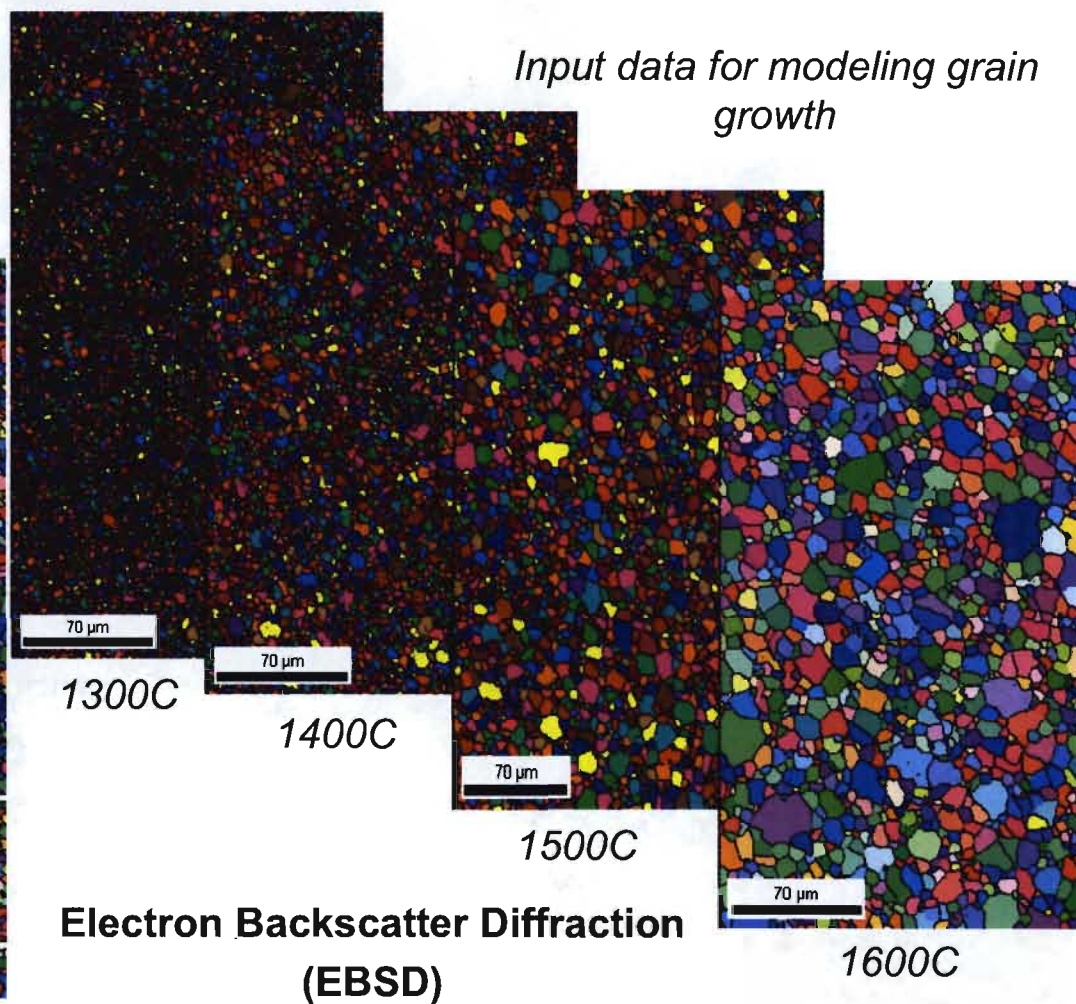 Input data for modeling grain
growth
70 µm
1300C
70 µm
1400C
70 µm
1500C
70 µm
1600C
Electron Backscatter Diffraction
(EBSD)